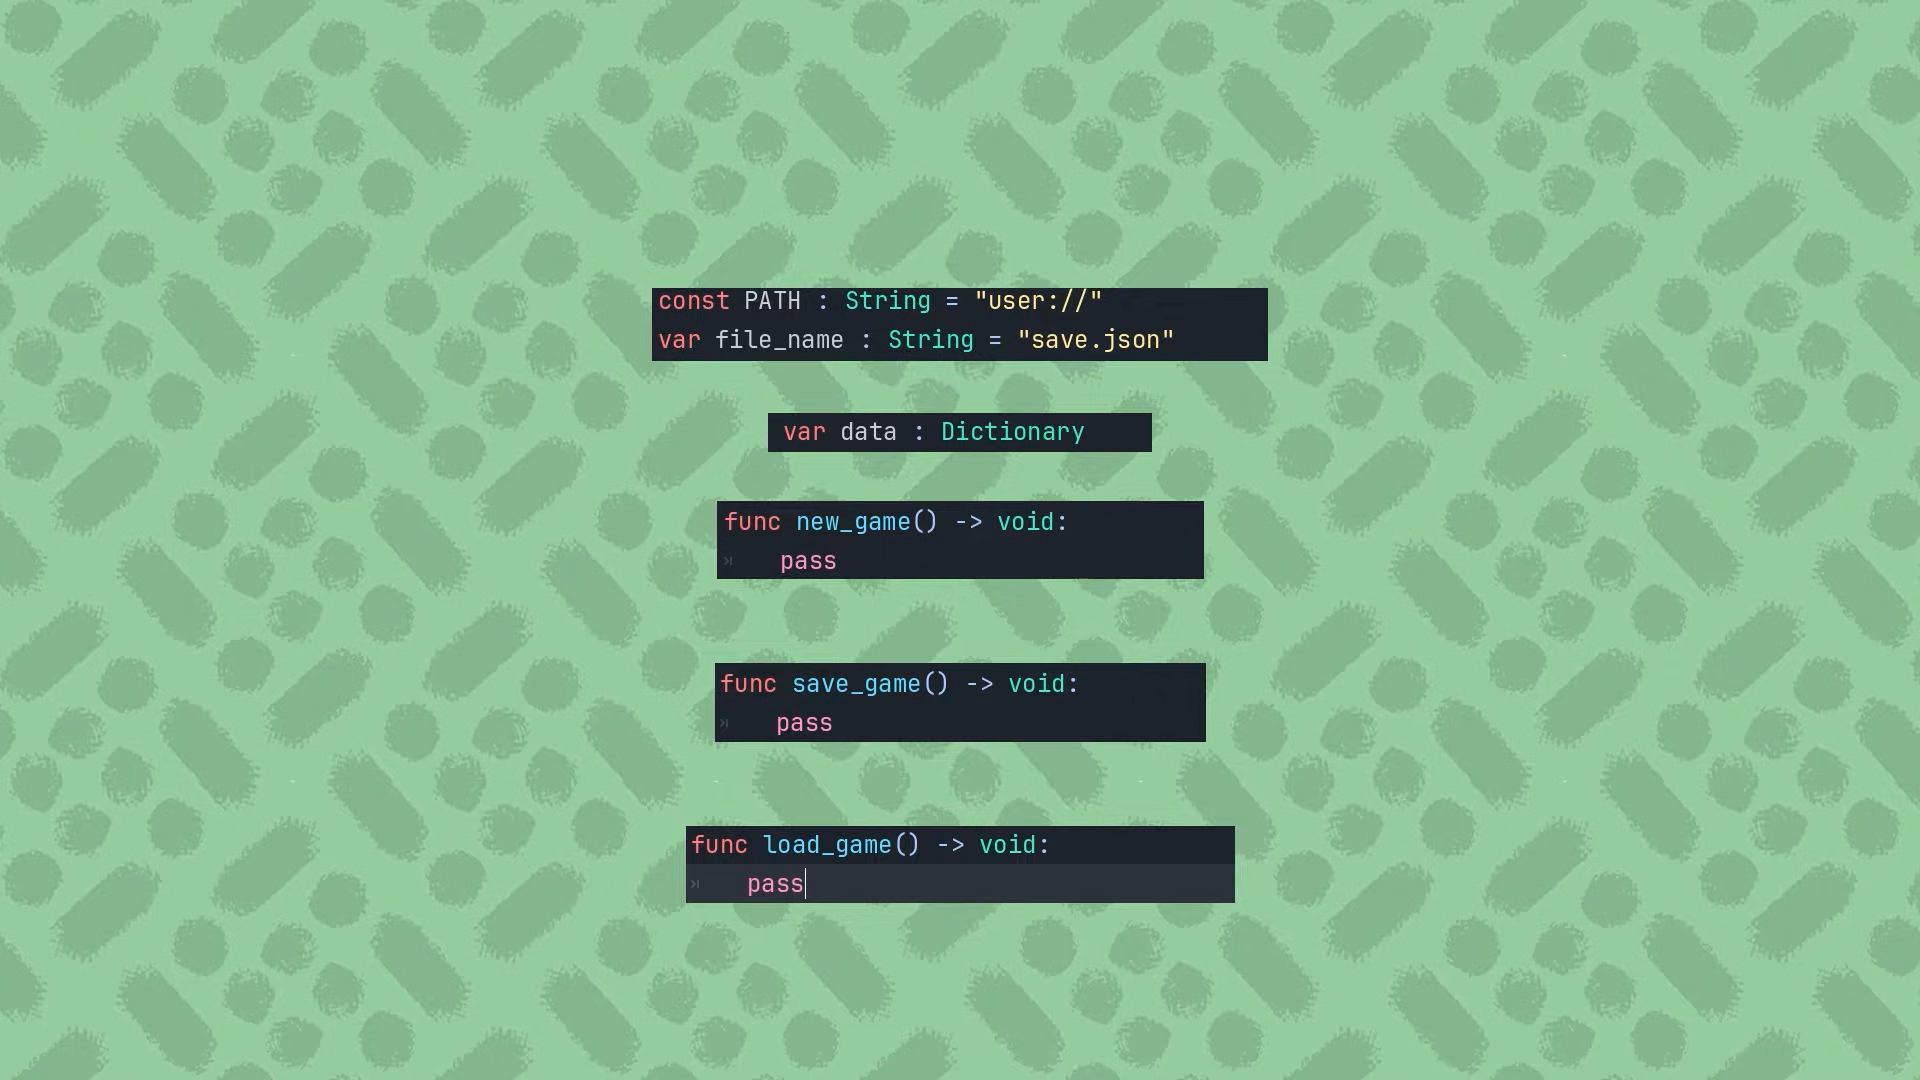 const PATH : String = "user://"
var file_name : String = "save.json"
var data : Dictionary
func new_game() -> void:
pass
func save_game() -> void:
pass
func load_game() -> void:
pass